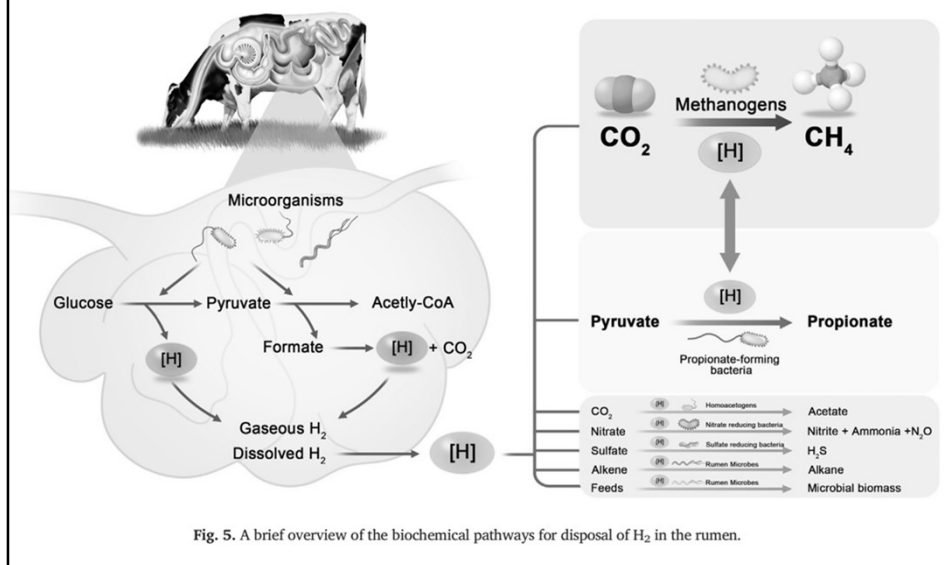 Microorganisms
Glucose
Pyruvate
Acetly-CoA
[H]
Formate
[H] + CO₂
Gaseous H₂
Dissolved H₂
[H]
CO₂
Methanogens
[H]
CH₄
[H]
Pyruvate
Propionate
Propionate-forming
bacteria
CO₂ [H] Homoacetogens Acetate
Nitrate [H] Nitrate reducing bacteria Nitrite + Ammonia +N₂O
Sulfate [H] Sulfate reducing bacteria H₂S
Alkene [H] Rumen Microbes Alkane
Feeds [H] Rumen Microbes Microbial biomass
Fig. 5. A brief overview of the biochemical pathways for disposal of H₂ in the rumen.